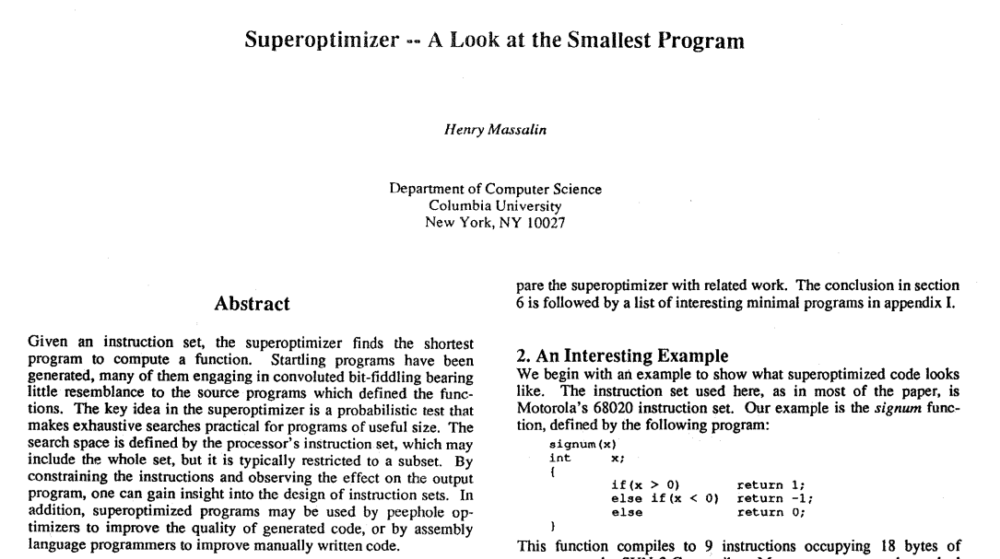 Superoptimizer -- A Look at the Smallest Program
Henry Massalin
Department of Computer Science
Columbia University
New York, NY 10027
Abstract
Given an instruction set, the superoptimizer finds the shortest
program to compute a function. Startling programs have been
generated, many of them engaging in convoluted bit-fiddling bearing
little resemblance to the source programs which defined the func-
tions. The key idea in the superoptimizer is a probabilistic test that
makes exhaustive searches practical for programs of useful size. The
search space is defined by the processor's instruction set, which may
include the whole set, but it is typically restricted to a subset. By
constraining the instructions and observing the effect on the output
program, one can gain insight into the design of instruction sets. In
addition, superoptimized programs may be used by peephole op-
timizers to improve the quality of generated code, or by assembly
language programmers to improve manually written code.
pare the superoptimizer with related work. The conclusion in section
6 is followed by a list of interesting minimal programs in appendix I.
2. An Interesting Example
We begin with an example to show what superoptimized code looks
like. The instruction set used here, as in most of the paper, is
Motorola's 68020 instruction set. Our example is the signum func-
tion, defined by the following program:
signum(x)
int x;
{
if(x > 0) return 1;
else if(x < 0) return -1;
else return 0;
}
This function compiles to 9 instructions occupying 18 bytes of